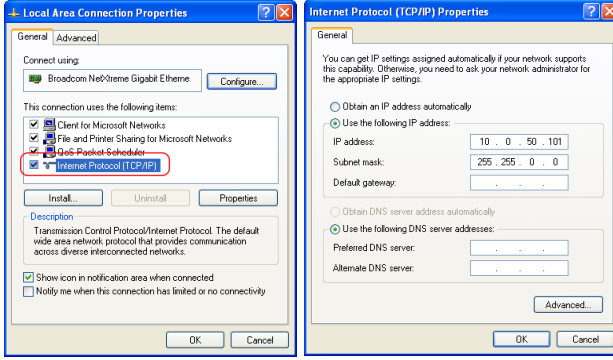 Local Area Connection Properties
General Advanced
Connect using:
Broadcom NetXtreme Gigabit Etherne Configure...
This connection uses the following items:
Client for Microsoft Networks
File and Printer Sharing for Microsoft Networks
QoS Packet Scheduler
Internet Protocol (TCP/IP)
Install... Uninstall Properties
Description
Transmission Control Protocol/Internet Protocol. The default
wide area network protocol that provides communication
across diverse interconnected networks.
Show icon in notification area when connected
Notify me when this connection has limited or no connectivity
OK Cancel
Internet Protocol (TCP/IP) Properties
General
You can get IP settings assigned automatically if your network supports
this capability. Otherwise, you need to ask your network administrator for
the appropriate IP settings.
Obtain an IP address automatically
Use the following IP address:
IP address: 10 . 0 . 50 . 101
Subnet mask: 255 . 255 . 0 . 0
Default gateway: . . .
Obtain DNS server address automatically
Use the following DNS server addresses:
Preferred DNS server: . . .
Alternate DNS server: . . .
Advanced...
OK Cancel